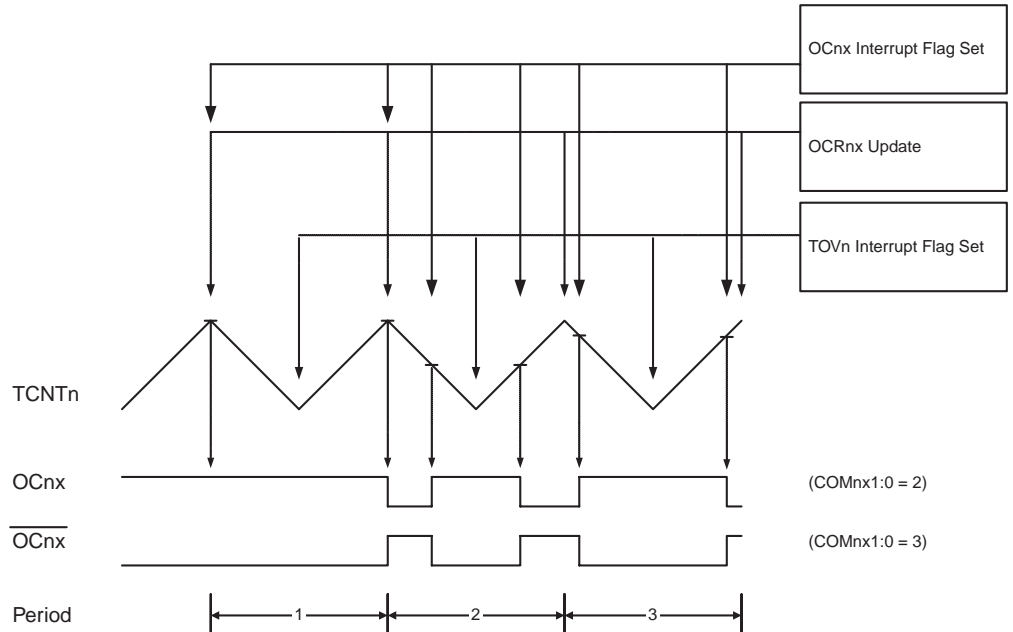 OCnx Interrupt Flag Set
OCRnx Update
TOVn Interrupt Flag Set
TCNTn
OCnx
(COMnx1:0 = 2)
OCnx
(COMnx1:0 = 3)
Period
1
2
3